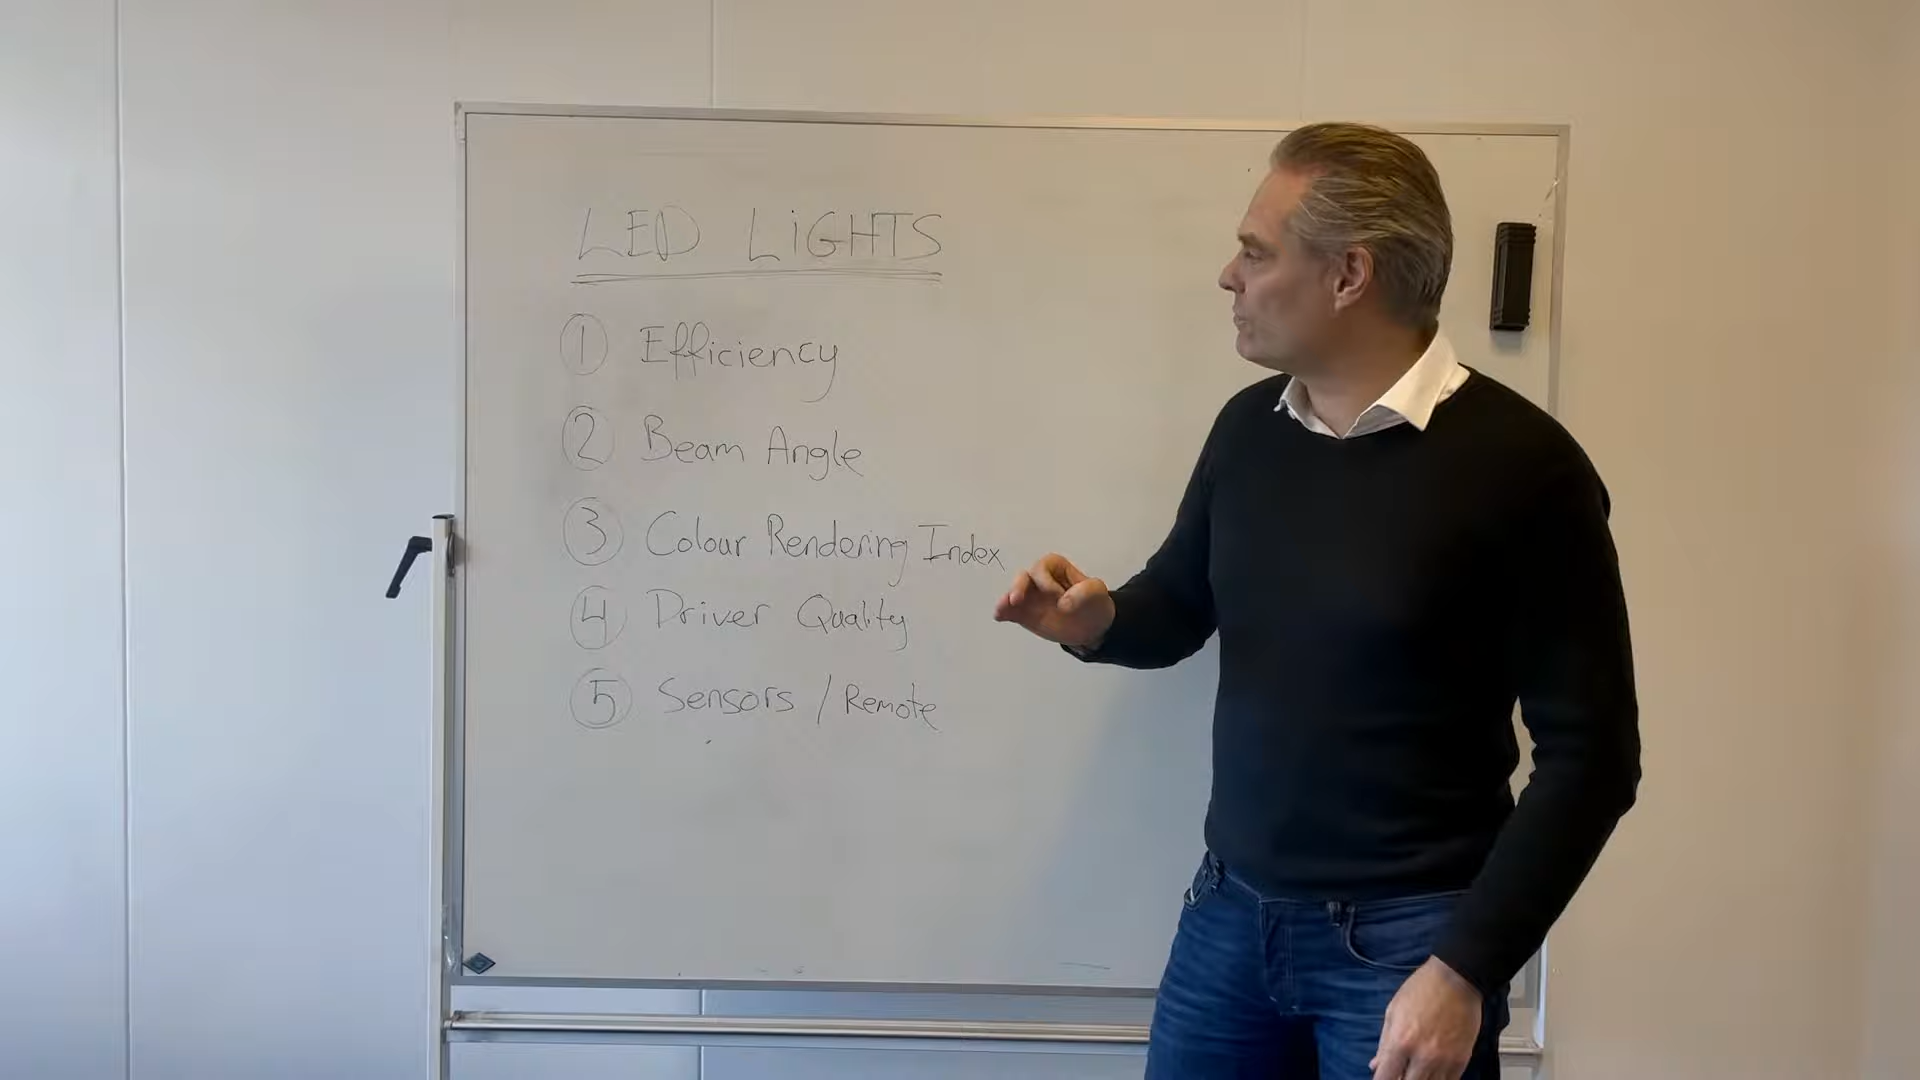 LED LiGHTS
1 Efficiency
2 Beam Angle
3 Colour Rendering Index
4 Driver Quality
5 Sensors / Remote